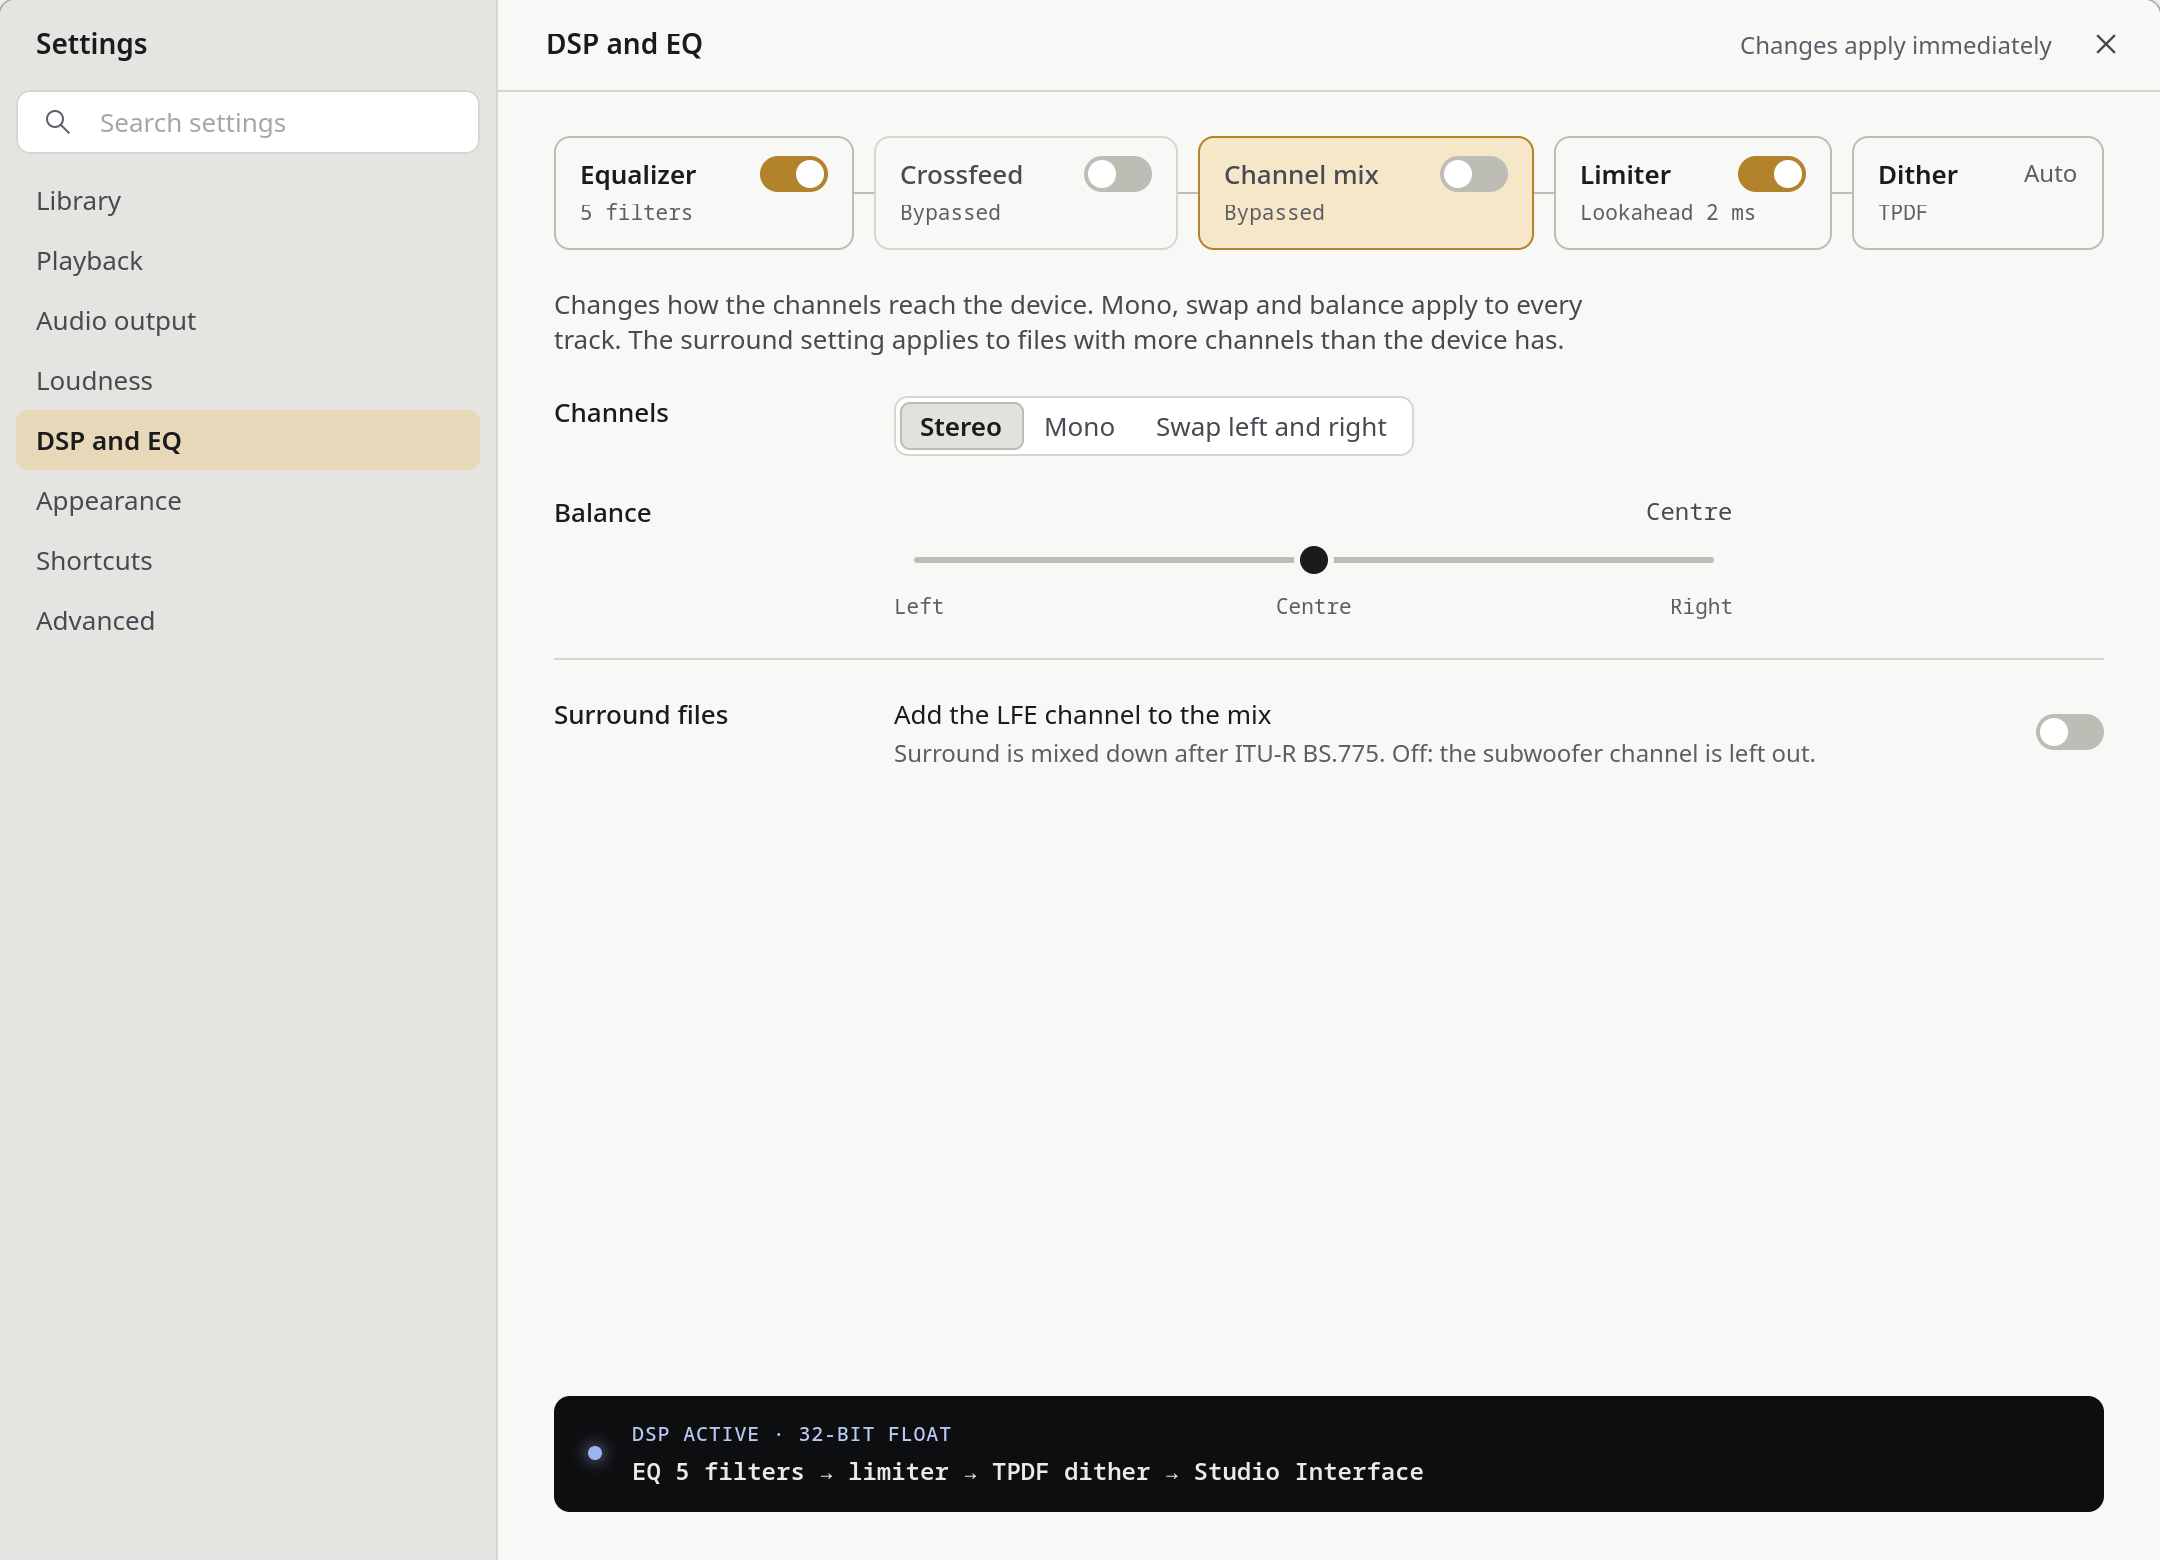 Settings
Search settings
Library
Playback
Audio output
Loudness
DSP and EQ
Appearance
Shortcuts
Advanced
DSP and EQ
Changes apply immediately
Equalizer
5 filters
Crossfeed
Bypassed
Channel mix
Bypassed
Limiter
Lookahead 2 ms
Dither Auto
TPDF
Changes how the channels reach the device. Mono, swap and balance apply to every
track. The surround setting applies to files with more channels than the device has.
Channels
Stereo Mono Swap left and right
Balance
Centre
Left Centre Right
Surround files
Add the LFE channel to the mix
Surround is mixed down after ITU-R BS.775. Off: the subwoofer channel is left out.
DSP ACTIVE · 32-BIT FLOAT
EQ 5 filters → limiter → TPDF dither → Studio Interface